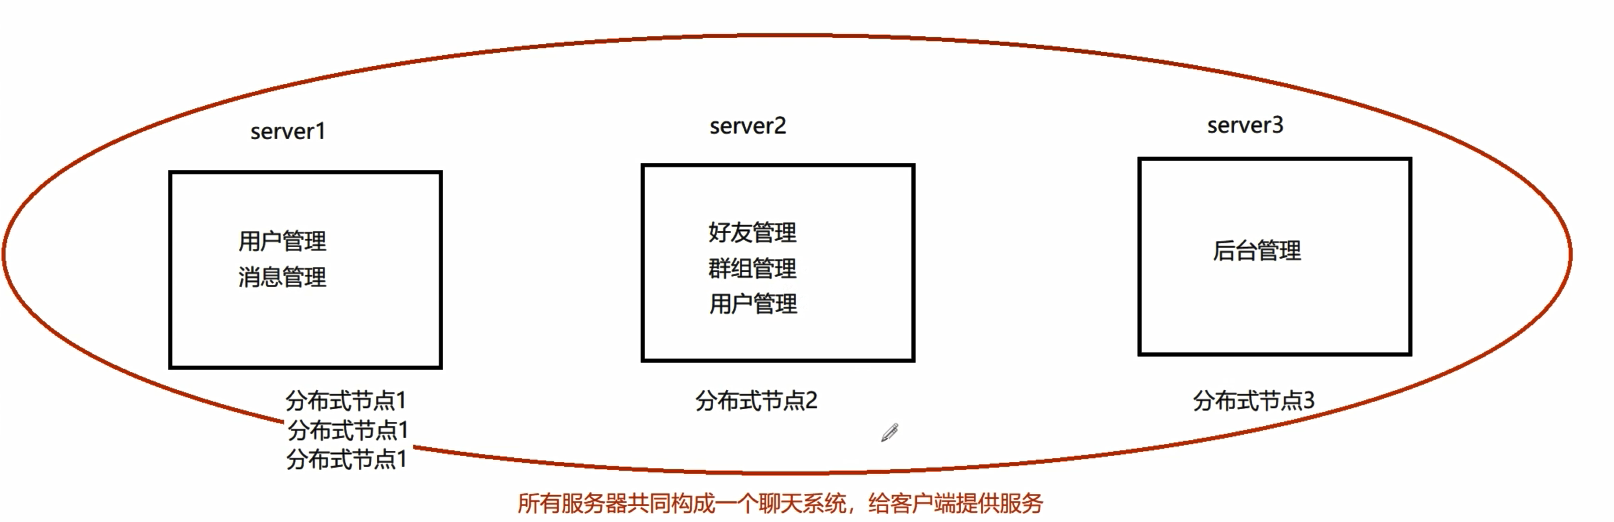 server1
server2
server3
用户管理
消息管理
好友管理
群组管理
用户管理
后台管理
分布式节点1
分布式节点1
分布式节点1
分布式节点2
分布式节点3
所有服务器共同构成一个聊天系统，给客户端提供服务